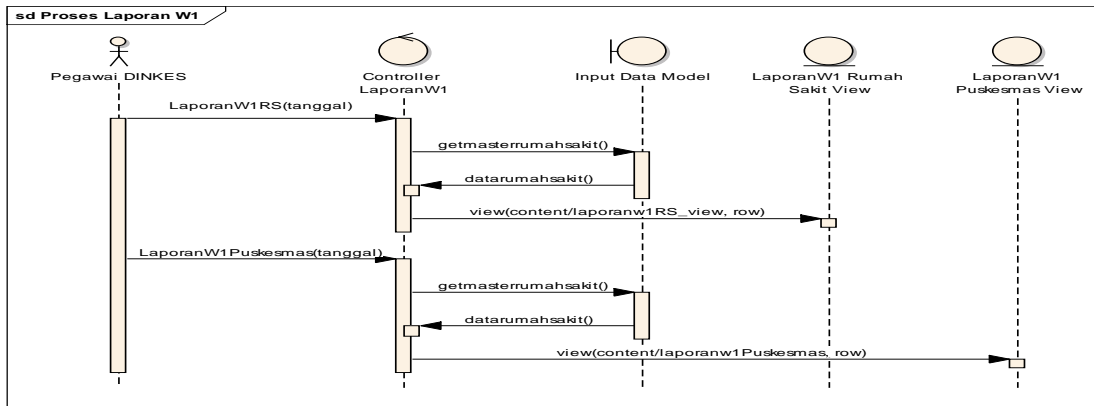 sd Proses Laporan W1
Pegawai DINKES
Controller
LaporanW1
Input Data Model
LaporanW1 Rumah
Sakit View
LaporanW1
Puskesmas View
LaporanW1RS(tanggal)
getmasterrumahsakit()
datarumahsakit()
view(content/laporanw1RS_view, row)
LaporanW1Puskesmas(tanggal)
getmasterrumahsakit()
datarumahsakit()
view(content/laporanw1Puskesmas, row)